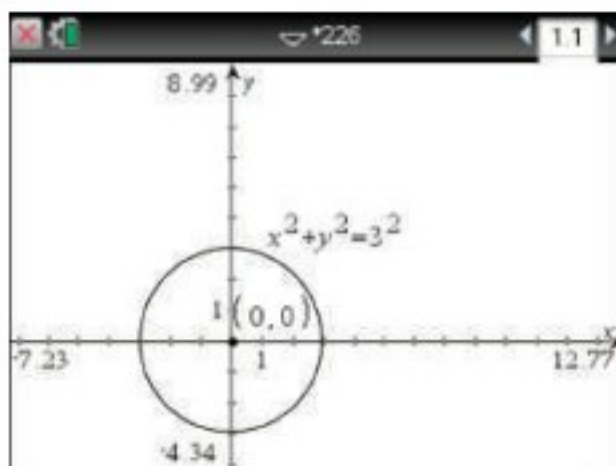 *226 1.1
8.99 y
x²+y²=3²
1 (0,0)
x
-7.23 1 12.77
-4.34